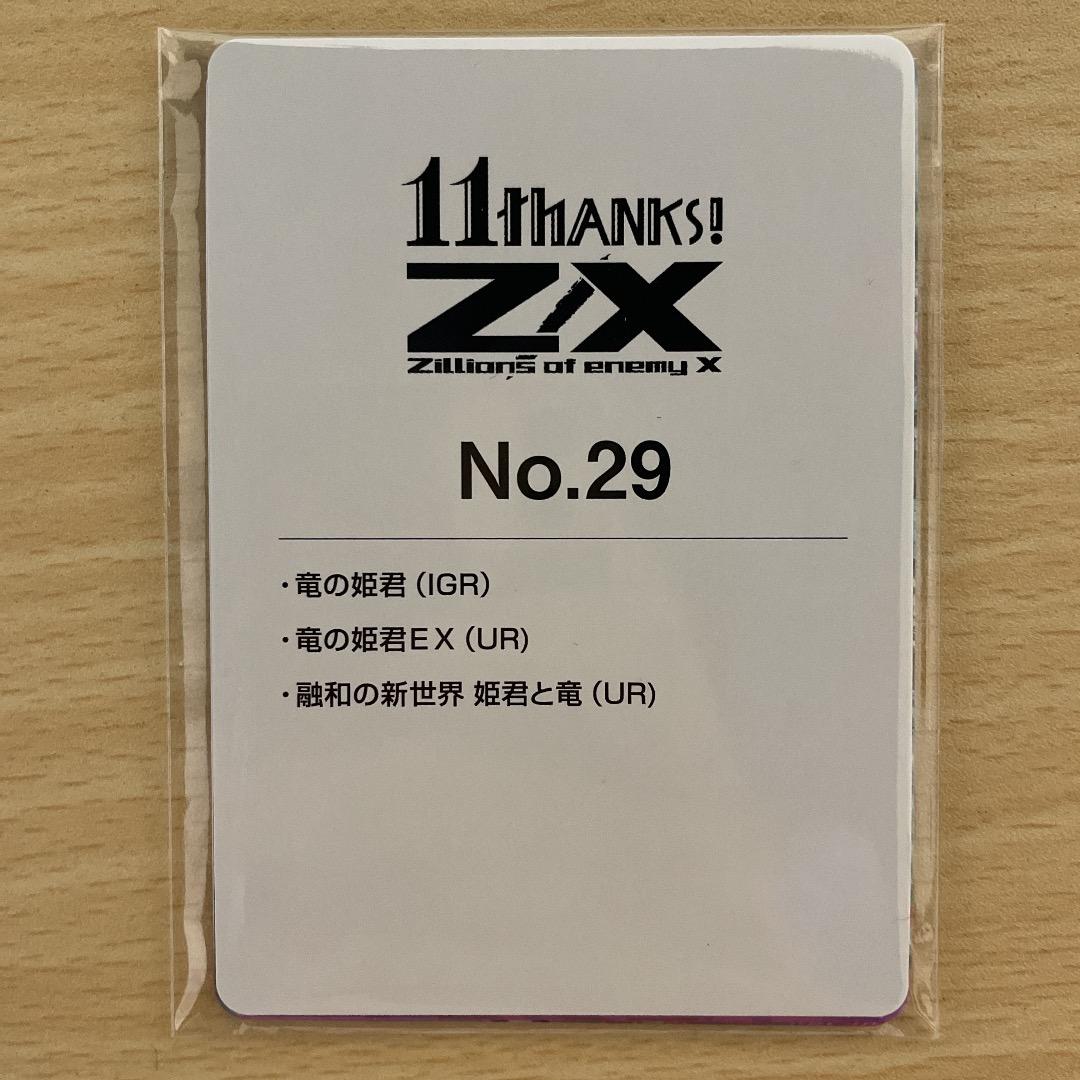 11thANKS!
Z/X
Zillions of enemy X
No.29
・竜の姫君（IGR）
・竜の姫君EX（UR）
・融和の新世界 姫君と竜（UR）